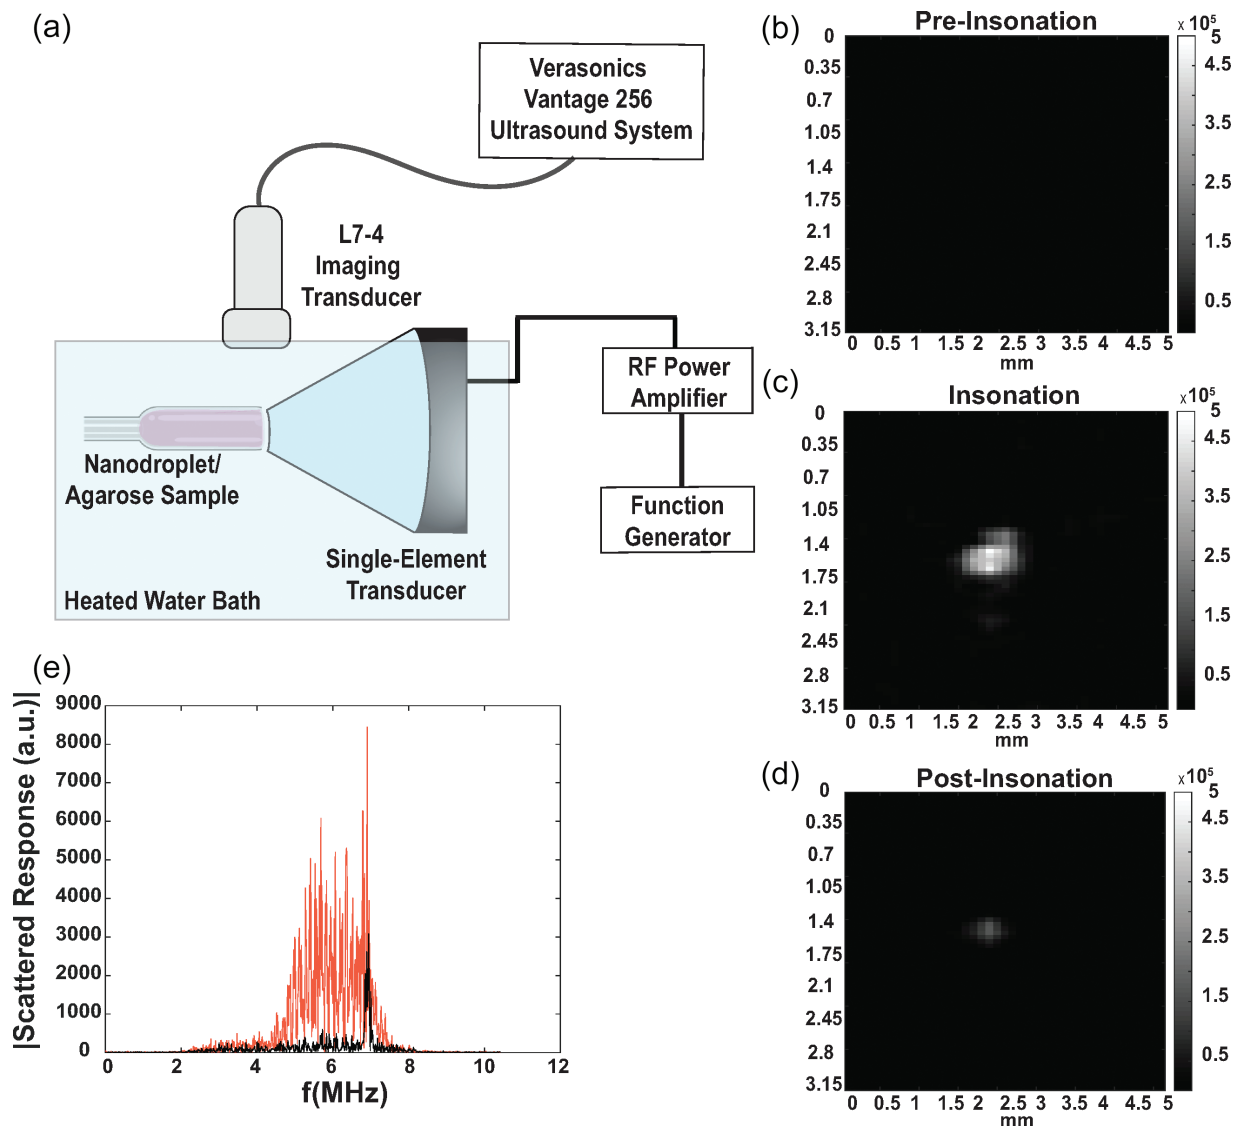 (a)
Verasonics
Vantage 256
Ultrasound System
L7-4
Imaging
Transducer
RF Power
Amplifier
Function
Generator
Nanodroplet/
Agarose Sample
Single-Element
Transducer
Heated Water Bath
(b)
Pre-Insonation
x 10⁵
0
0.35
0.7
1.05
1.4
1.75
2.1
2.45
2.8
3.15
0 0.5 1 1.5 2 2.5 3 3.5 4 4.5 5
mm
5
4.5
3.5
2.5
1.5
0.5
(c)
Insonation
x10⁵
0
0.35
0.7
1.05
1.4
1.75
2.1
2.45
2.8
3.15
0 0.5 1 1.5 2 2.5 3 3.5 4 4.5 5
mm
5
4.5
3.5
2.5
1.5
0.5
(d)
Post-Insonation
x10⁵
0
0.35
0.7
1.05
1.4
1.75
2.1
2.45
2.8
3.15
0 0.5 1 1.5 2 2.5 3 3.5 4 4.5 5
mm
5
4.5
3.5
2.5
1.5
0.5
(e)
|Scattered Response (a.u.)|
9000
8000
7000
6000
5000
4000
3000
2000
1000
0
0 2 4 6 8 10 12
f(MHz)